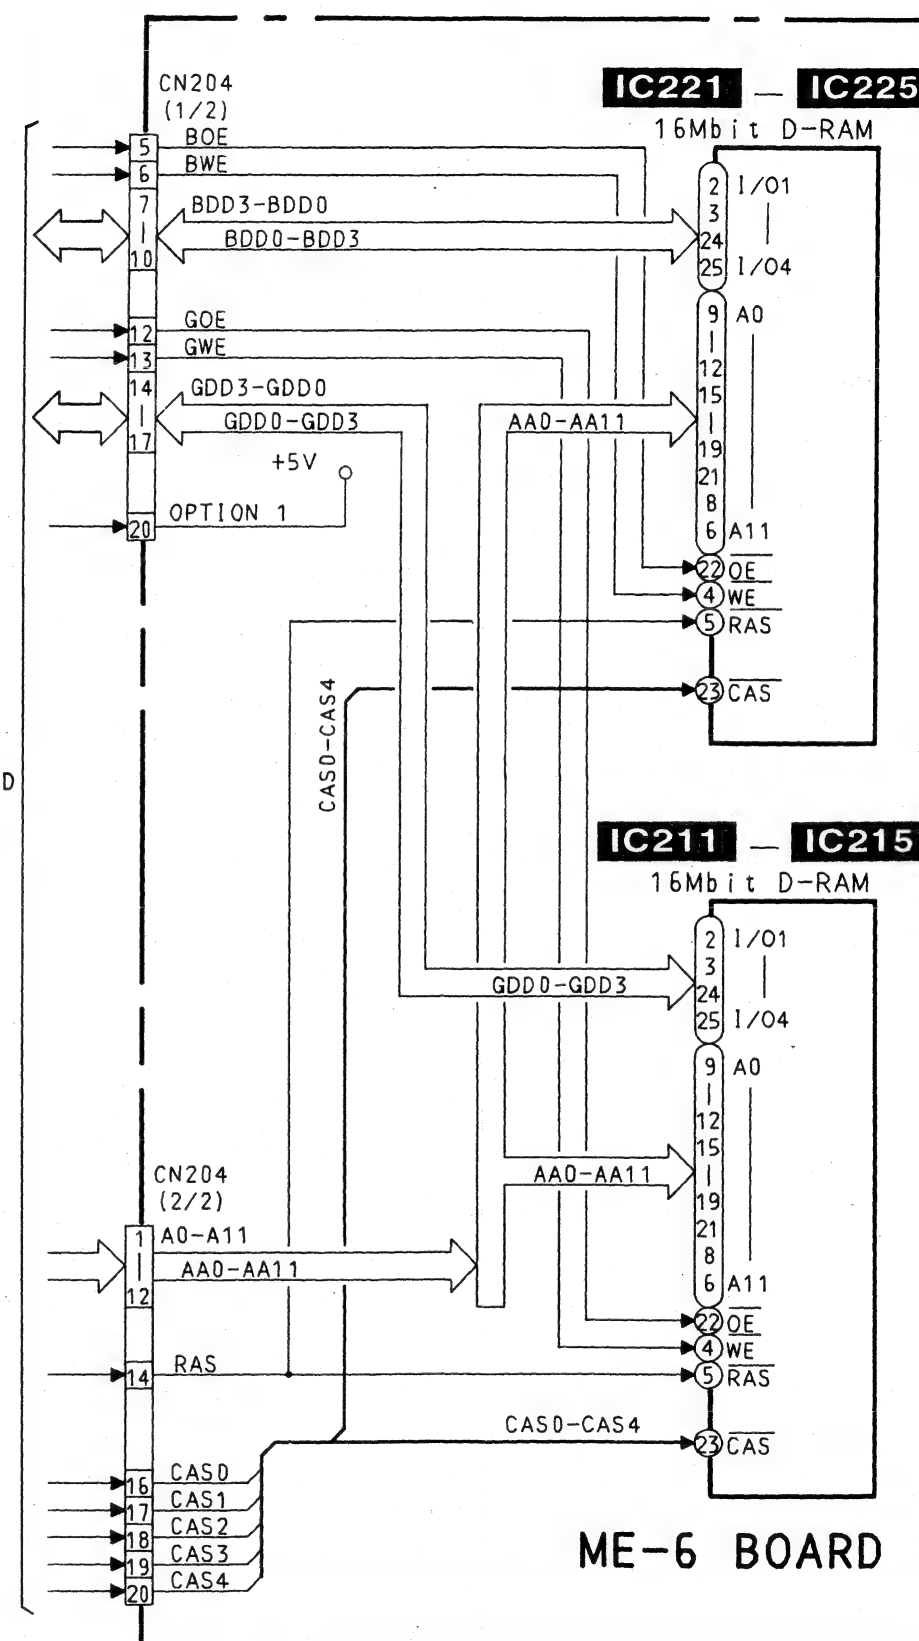 CN204
(1/2)
IC221 — IC225
16Mbit D-RAM
5 BOE
6 BWE
7 BDD3-BDD0
10 BDD0-BDD3
12 GOE
13 GWE
14 GDD3-GDD0
17 GDD0-GDD3
+5V
20 OPTION 1
AA0-AA11
2 I/O1
3
24
25 I/O4
9 A0
12
15
19
21
8
6 A11
22 OE
4 WE
5 RAS
23 CAS
CAS0-CAS4
D
IC211 — IC215
16Mbit D-RAM
2 I/O1
3
24
25 I/O4
GDD0-GDD3
9 A0
12
15
19
21
8
6 A11
AA0-AA11
22 OE
4 WE
5 RAS
23 CAS
CN204
(2/2)
1 A0-A11
AA0-AA11
12
14 RAS
CAS0-CAS4
16 CAS0
17 CAS1
18 CAS2
19 CAS3
20 CAS4
ME-6 BOARD